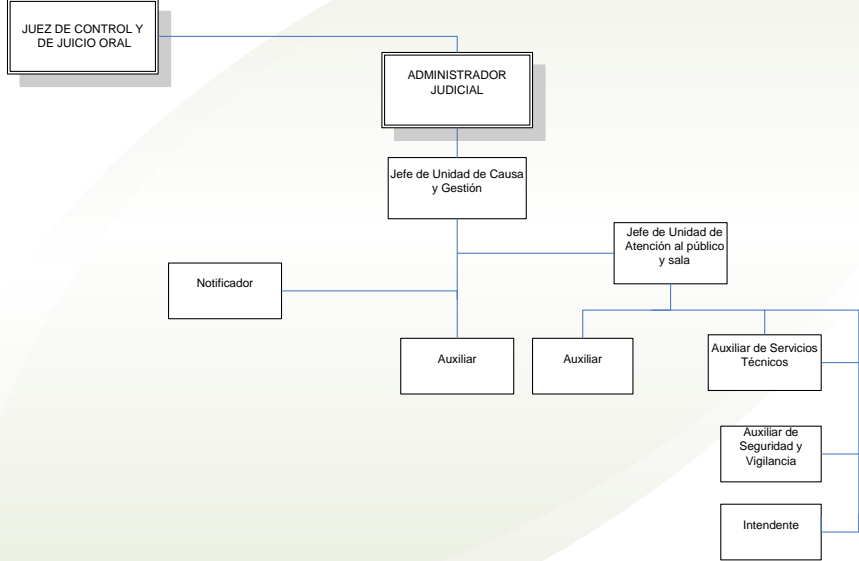 JUEZ DE CONTROL Y
DE JUICIO ORAL
ADMINISTRADOR
JUDICIAL
Jefe de Unidad de Causa
y Gestión
Jefe de Unidad de
Atención al público
y sala
Notificador
Auxiliar
Auxiliar
Auxiliar de Servicios
Técnicos
Auxiliar de
Seguridad y
Vigilancia
Intendente